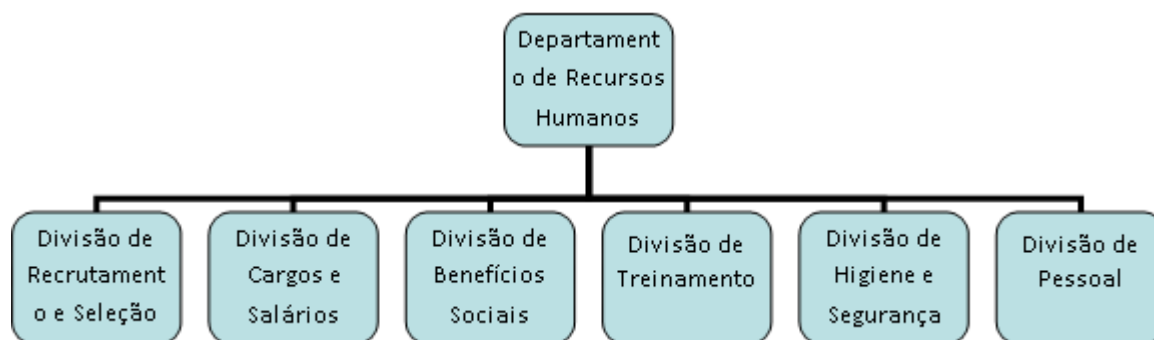 Departament
o de Recursos
Humanos
Divisão de
Recrutament
o e Seleção
Divisão de
Cargos e
Salários
Divisão de
Benefícios
Sociais
Divisão de
Treinamento
Divisão de
Higiene e
Segurança
Divisão de
Pessoal